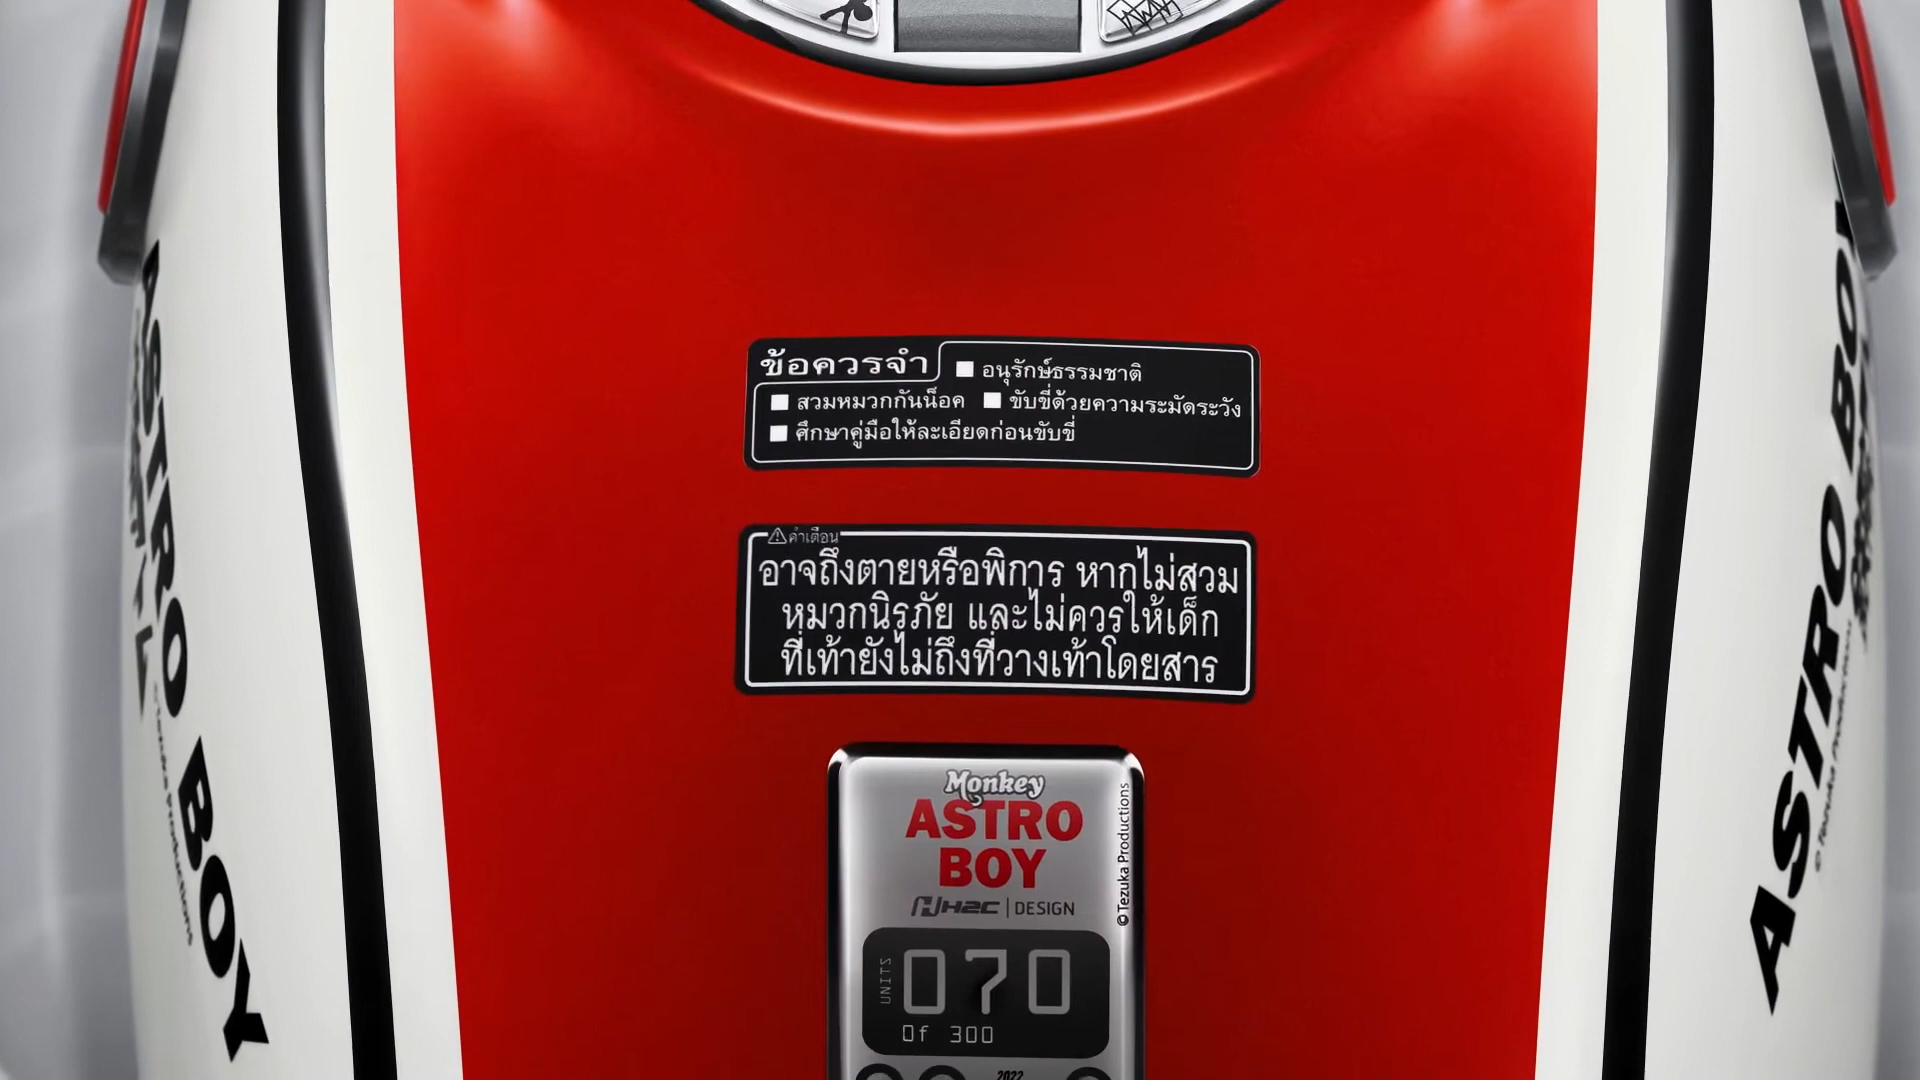 ข้อควรจำ
■ อนุรักษ์ธรรมชาติ
■ สวมหมวกกันน็อค ■ ขับขี่ด้วยความระมัดระวัง
■ ศึกษาคู่มือให้ละเอียดก่อนขับขี่
⚠คำเตือน
อาจถึงตายหรือพิการ หากไม่สวม
หมวกนิรภัย และไม่ควรให้เด็ก
ที่เท้ายังไม่ถึงที่วางเท้าโดยสาร
Monkey
ASTRO
BOY
H2C | DESIGN
©Tezuka Productions
UNITS
070
Of 300
2022
ASTRO BOY
© Tezuka Productions
ASTRO BOY
© Tezuka Productions